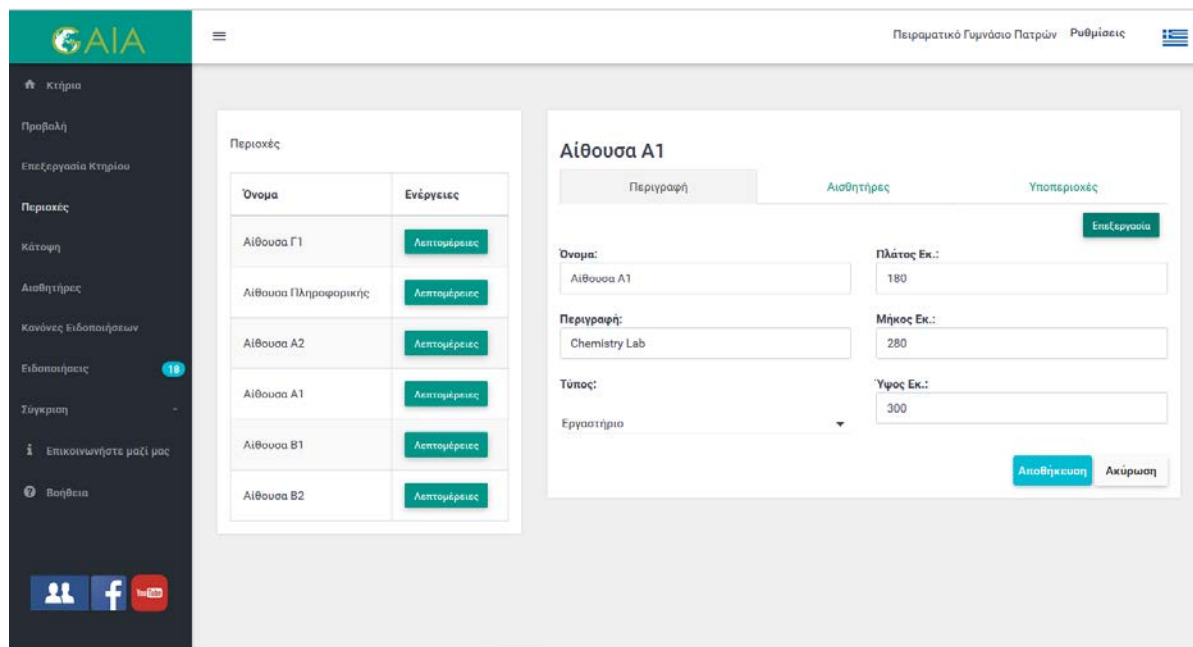 GAIA
Πειραματικό Γυμνάσιο Πατρών Ρυθμίσεις
Κτήρια
Προβολή
Επεξεργασία Κτηρίου
Περιοχές
Κάτοψη
Αισθητήρες
Κανόνες Ειδοποιήσεων
Ειδοποιήσεις 18
Σύγκριση
Επικοινωνήστε μαζί μας
Βοήθεια
f YouTube
Περιοχές
Όνομα Ενέργειες
Αίθουσα Γ1 Λεπτομέρειες
Αίθουσα Πληροφορικής Λεπτομέρειες
Αίθουσα Α2 Λεπτομέρειες
Αίθουσα Α1 Λεπτομέρειες
Αίθουσα Β1 Λεπτομέρειες
Αίθουσα Β2 Λεπτομέρειες
Αίθουσα Α1
Περιγραφή Αισθητήρες Υποπεριοχές
Επεξεργασία
Όνομα: Πλάτος Εκ.:
Αίθουσα Α1 180
Περιγραφή: Μήκος Εκ.:
Chemistry Lab 280
Τύπος: Ύψος Εκ.:
Εργαστήριο 300
Αποθήκευση Ακύρωση